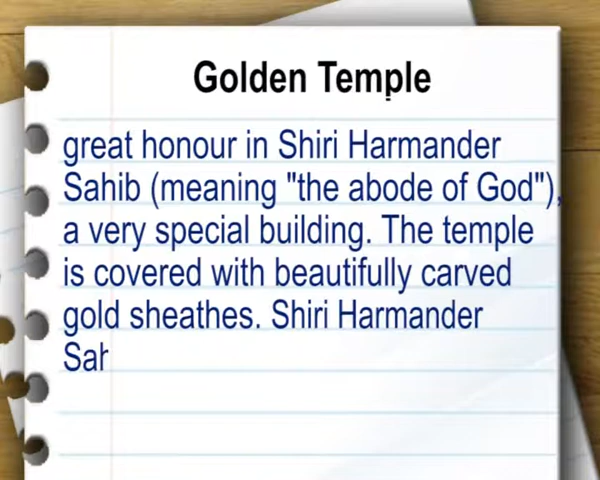 Golden Temple
great honour in Shiri Harmander
Sahib (meaning "the abode of God"),
a very special building. The temple
is covered with beautifully carved
gold sheathes. Shiri Harmander
Sah